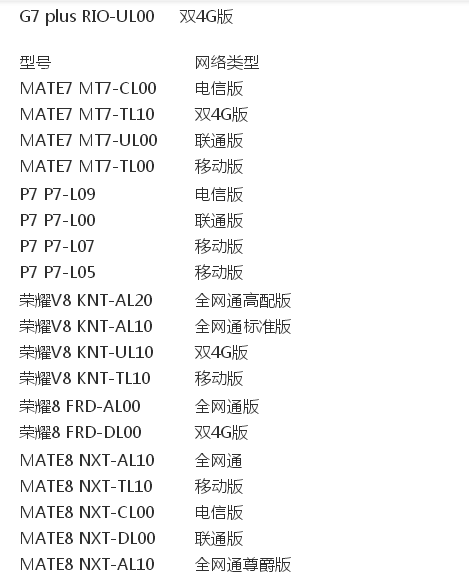 G7 plus RIO-UL00 双4G版
型号 网络类型
MATE7 MT7-CL00 电信版
MATE7 MT7-TL10 双4G版
MATE7 MT7-UL00 联通版
MATE7 MT7-TL00 移动版
P7 P7-L09 电信版
P7 P7-L00 联通版
P7 P7-L07 移动版
P7 P7-L05 移动版
荣耀V8 KNT-AL20 全网通高配版
荣耀V8 KNT-AL10 全网通标准版
荣耀V8 KNT-UL10 双4G版
荣耀V8 KNT-TL10 移动版
荣耀8 FRD-AL00 全网通版
荣耀8 FRD-DL00 双4G版
MATE8 NXT-AL10 全网通
MATE8 NXT-TL10 移动版
MATE8 NXT-CL00 电信版
MATE8 NXT-DL00 联通版
MATE8 NXT-AL10 全网通尊爵版